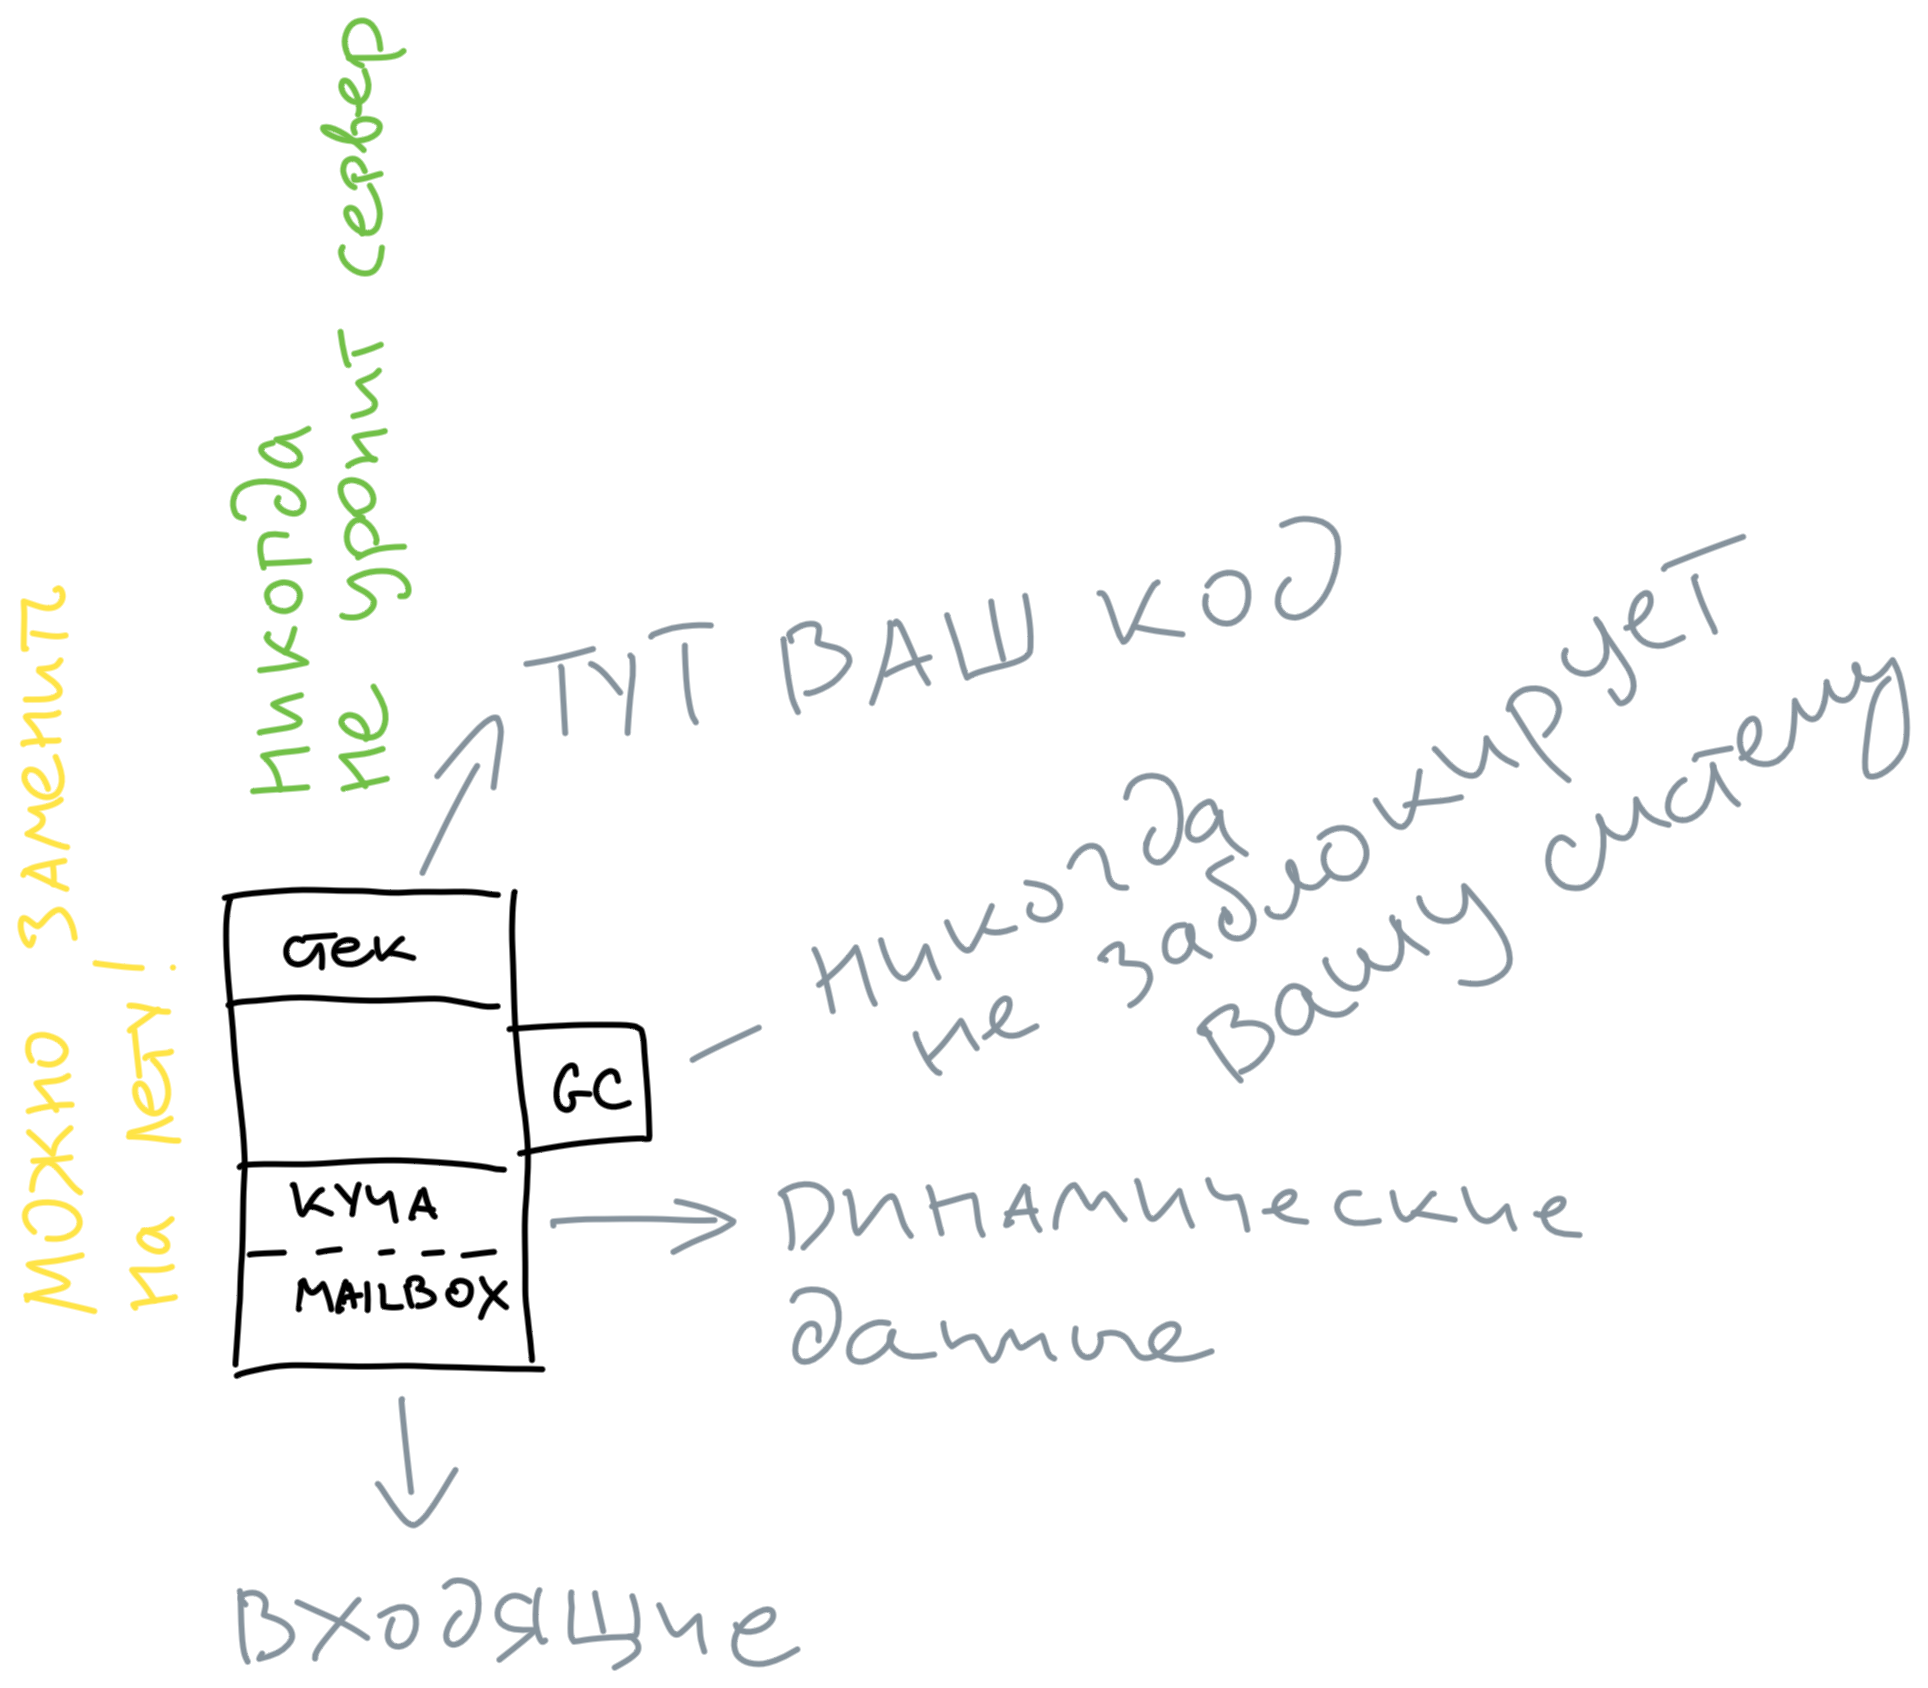 Никогда
не уронит сервер
Можно заменить
на лету!
ТУТ ВАШ КОД
стек
GC
Никогда
не заблокирует
Вашу систему
КУЧА
MAILBOX
Динамические
данные
Входящие